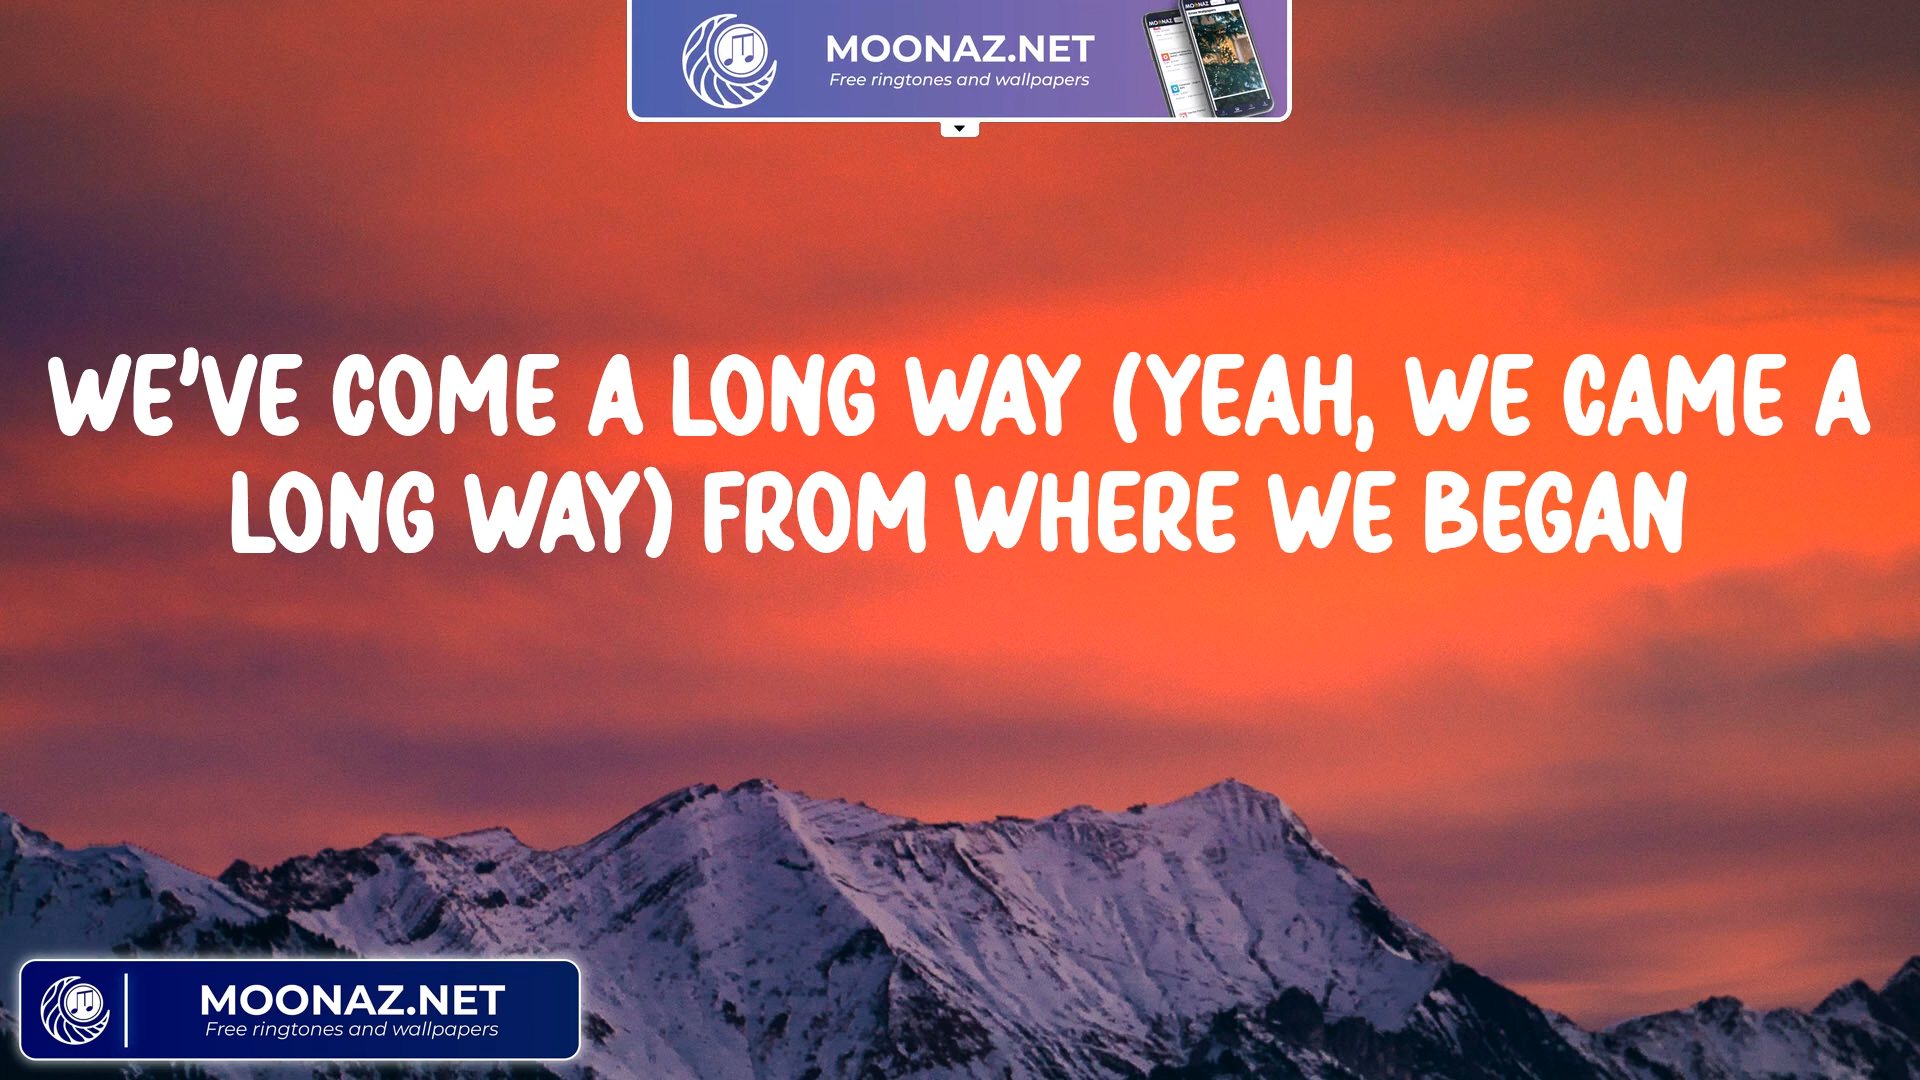 MOONAZ.NET
Free ringtones and wallpapers
WE'VE COME A LONG WAY (YEAH, WE CAME A
LONG WAY) FROM WHERE WE BEGAN
MOONAZ.NET
Free ringtones and wallpapers